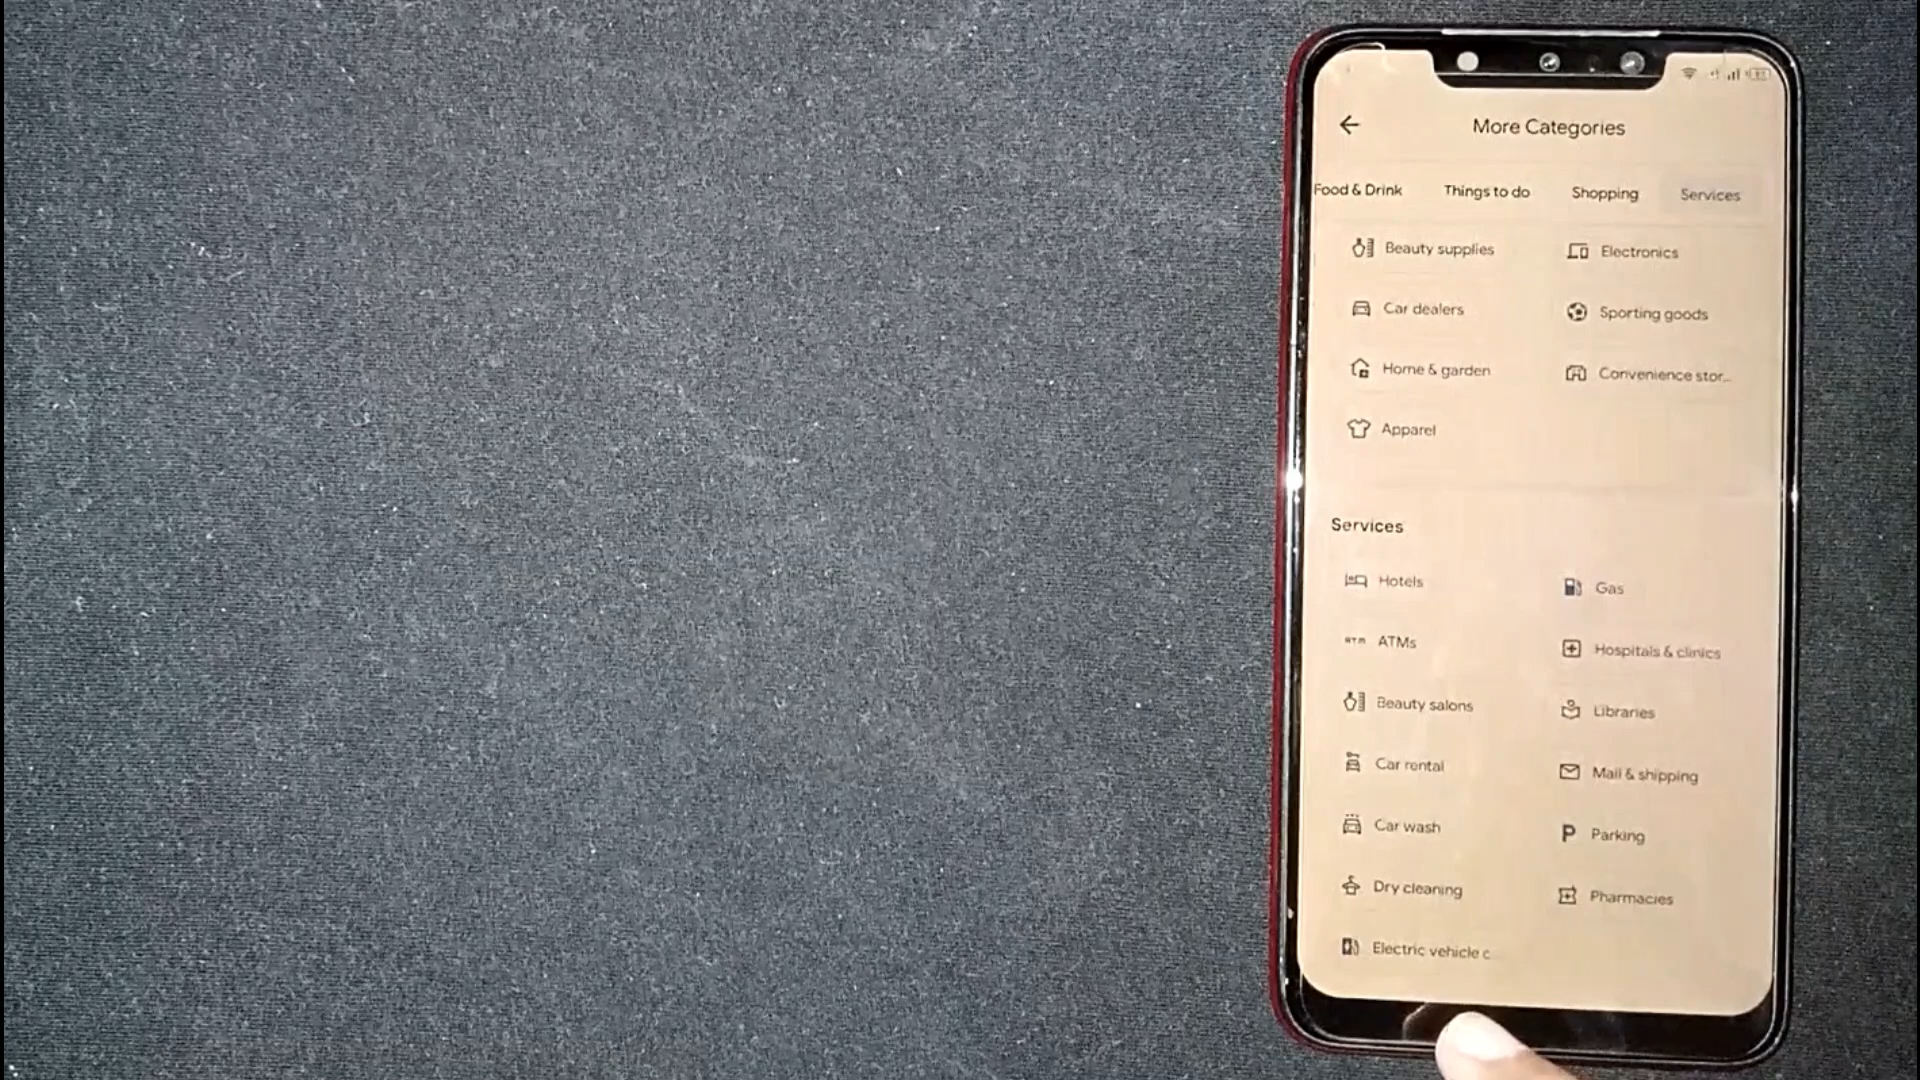 More Categories
Food & Drink Things to do Shopping Services
Beauty supplies Electronics
Car dealers Sporting goods
Home & garden Convenience stor...
Apparel
Services
Hotels Gas
ATM ATMs Hospitals & clinics
Beauty salons Libraries
Car rental Mail & shipping
Car wash P Parking
Dry cleaning Pharmacies
Electric vehicle c